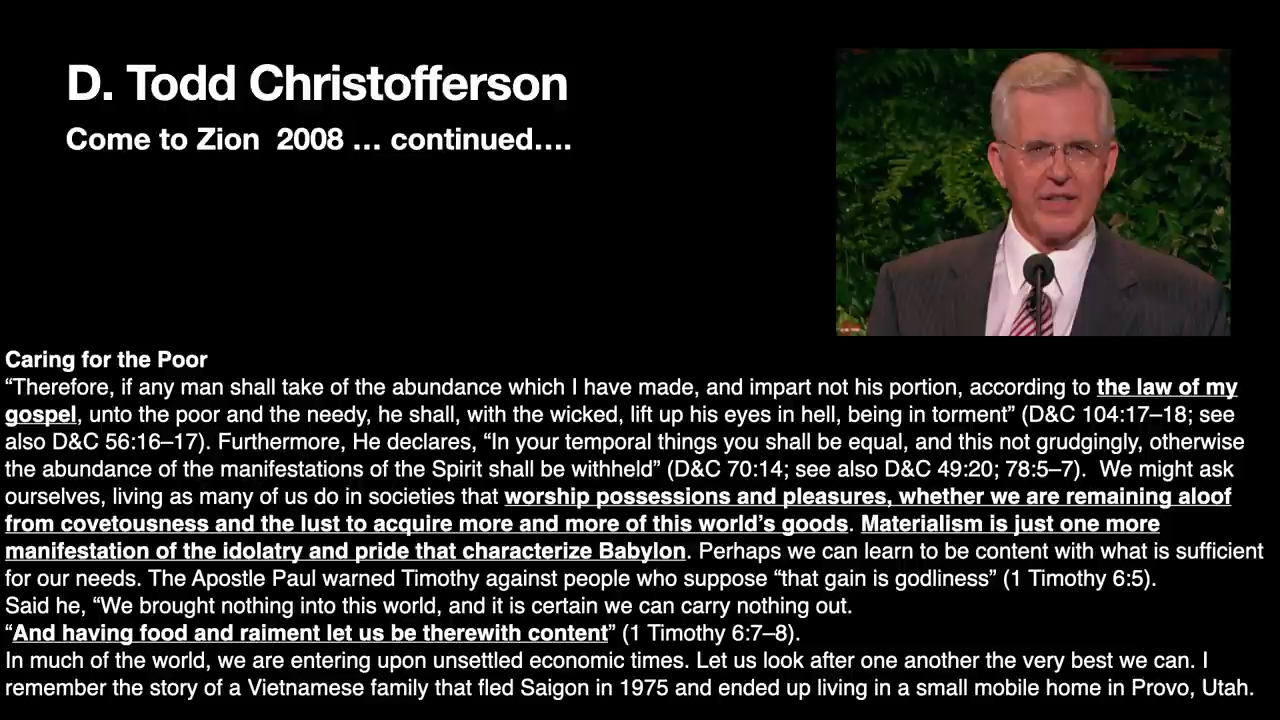 D. Todd Christofferson
Come to Zion  2008 ... continued....
Caring for the Poor
“Therefore, if any man shall take of the abundance which I have made, and impart not his portion, according to the law of my
gospel, unto the poor and the needy, he shall, with the wicked, lift up his eyes in hell, being in torment” (D&C 104:17–18; see
also D&C 56:16–17). Furthermore, He declares, “In your temporal things you shall be equal, and this not grudgingly, otherwise
the abundance of the manifestations of the Spirit shall be withheld” (D&C 70:14; see also D&C 49:20; 78:5–7).  We might ask
ourselves, living as many of us do in societies that worship possessions and pleasures, whether we are remaining aloof
from covetousness and the lust to acquire more and more of this world’s goods. Materialism is just one more
manifestation of the idolatry and pride that characterize Babylon. Perhaps we can learn to be content with what is sufficient
for our needs. The Apostle Paul warned Timothy against people who suppose “that gain is godliness” (1 Timothy 6:5).
Said he, “We brought nothing into this world, and it is certain we can carry nothing out.
“And having food and raiment let us be therewith content” (1 Timothy 6:7–8).
In much of the world, we are entering upon unsettled economic times. Let us look after one another the very best we can. I
remember the story of a Vietnamese family that fled Saigon in 1975 and ended up living in a small mobile home in Provo, Utah.